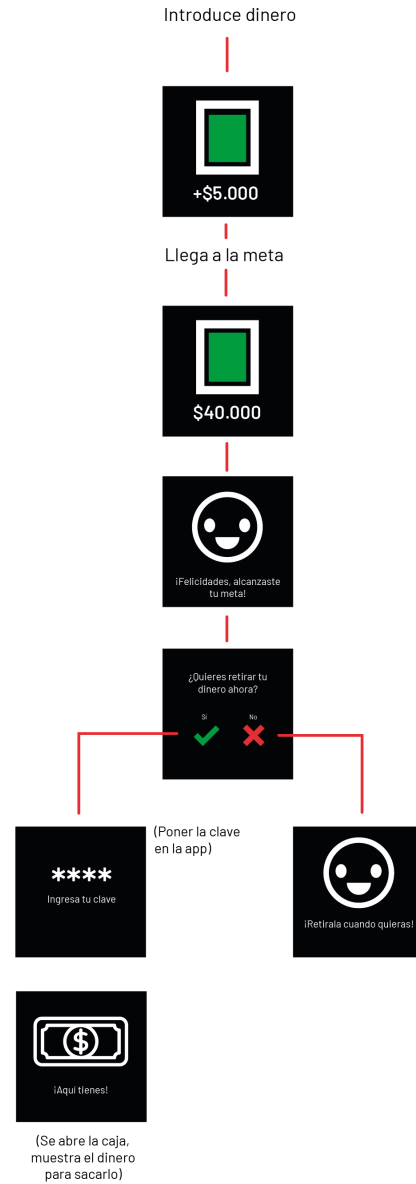 Introduce dinero
+$5.000
Llega a la meta
$40.000
¡Felicidades, alcanzaste
tu meta!
¿Quieres retirar tu
dinero ahora?
Sí
No
(Poner la clave
en la app)
****
Ingresa tu clave
¡Retirala cuando quieras!
$
¡Aquí tienes!
(Se abre la caja,
muestra el dinero
para sacarlo)